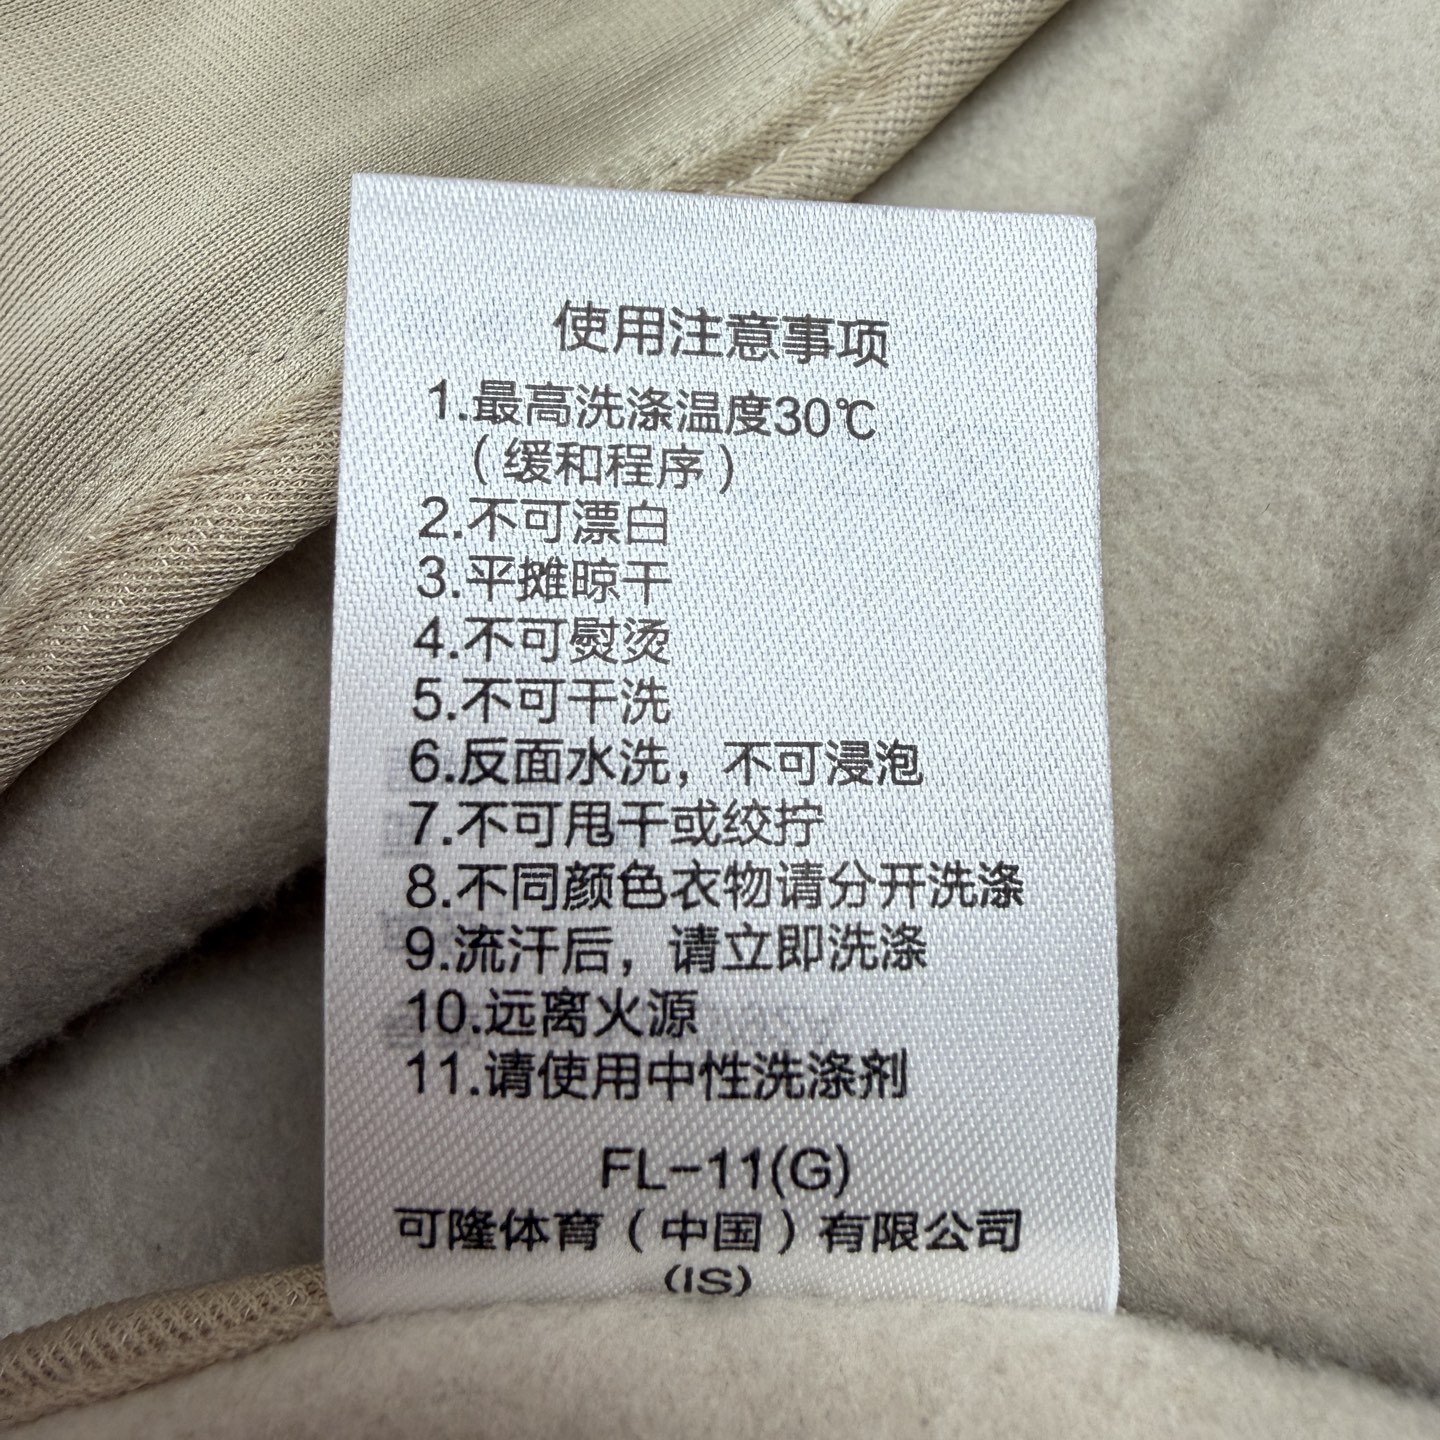 使用注意事项
1.最高洗涤温度30℃
（缓和程序）
2.不可漂白
3.平摊晾干
4.不可熨烫
5.不可干洗
6.反面水洗，不可浸泡
7.不可甩干或绞拧
8.不同颜色衣物请分开洗涤
9.流汗后，请立即洗涤
10.远离火源
11.请使用中性洗涤剂
FL-11(G)
可隆体育（中国）有限公司
(IS)